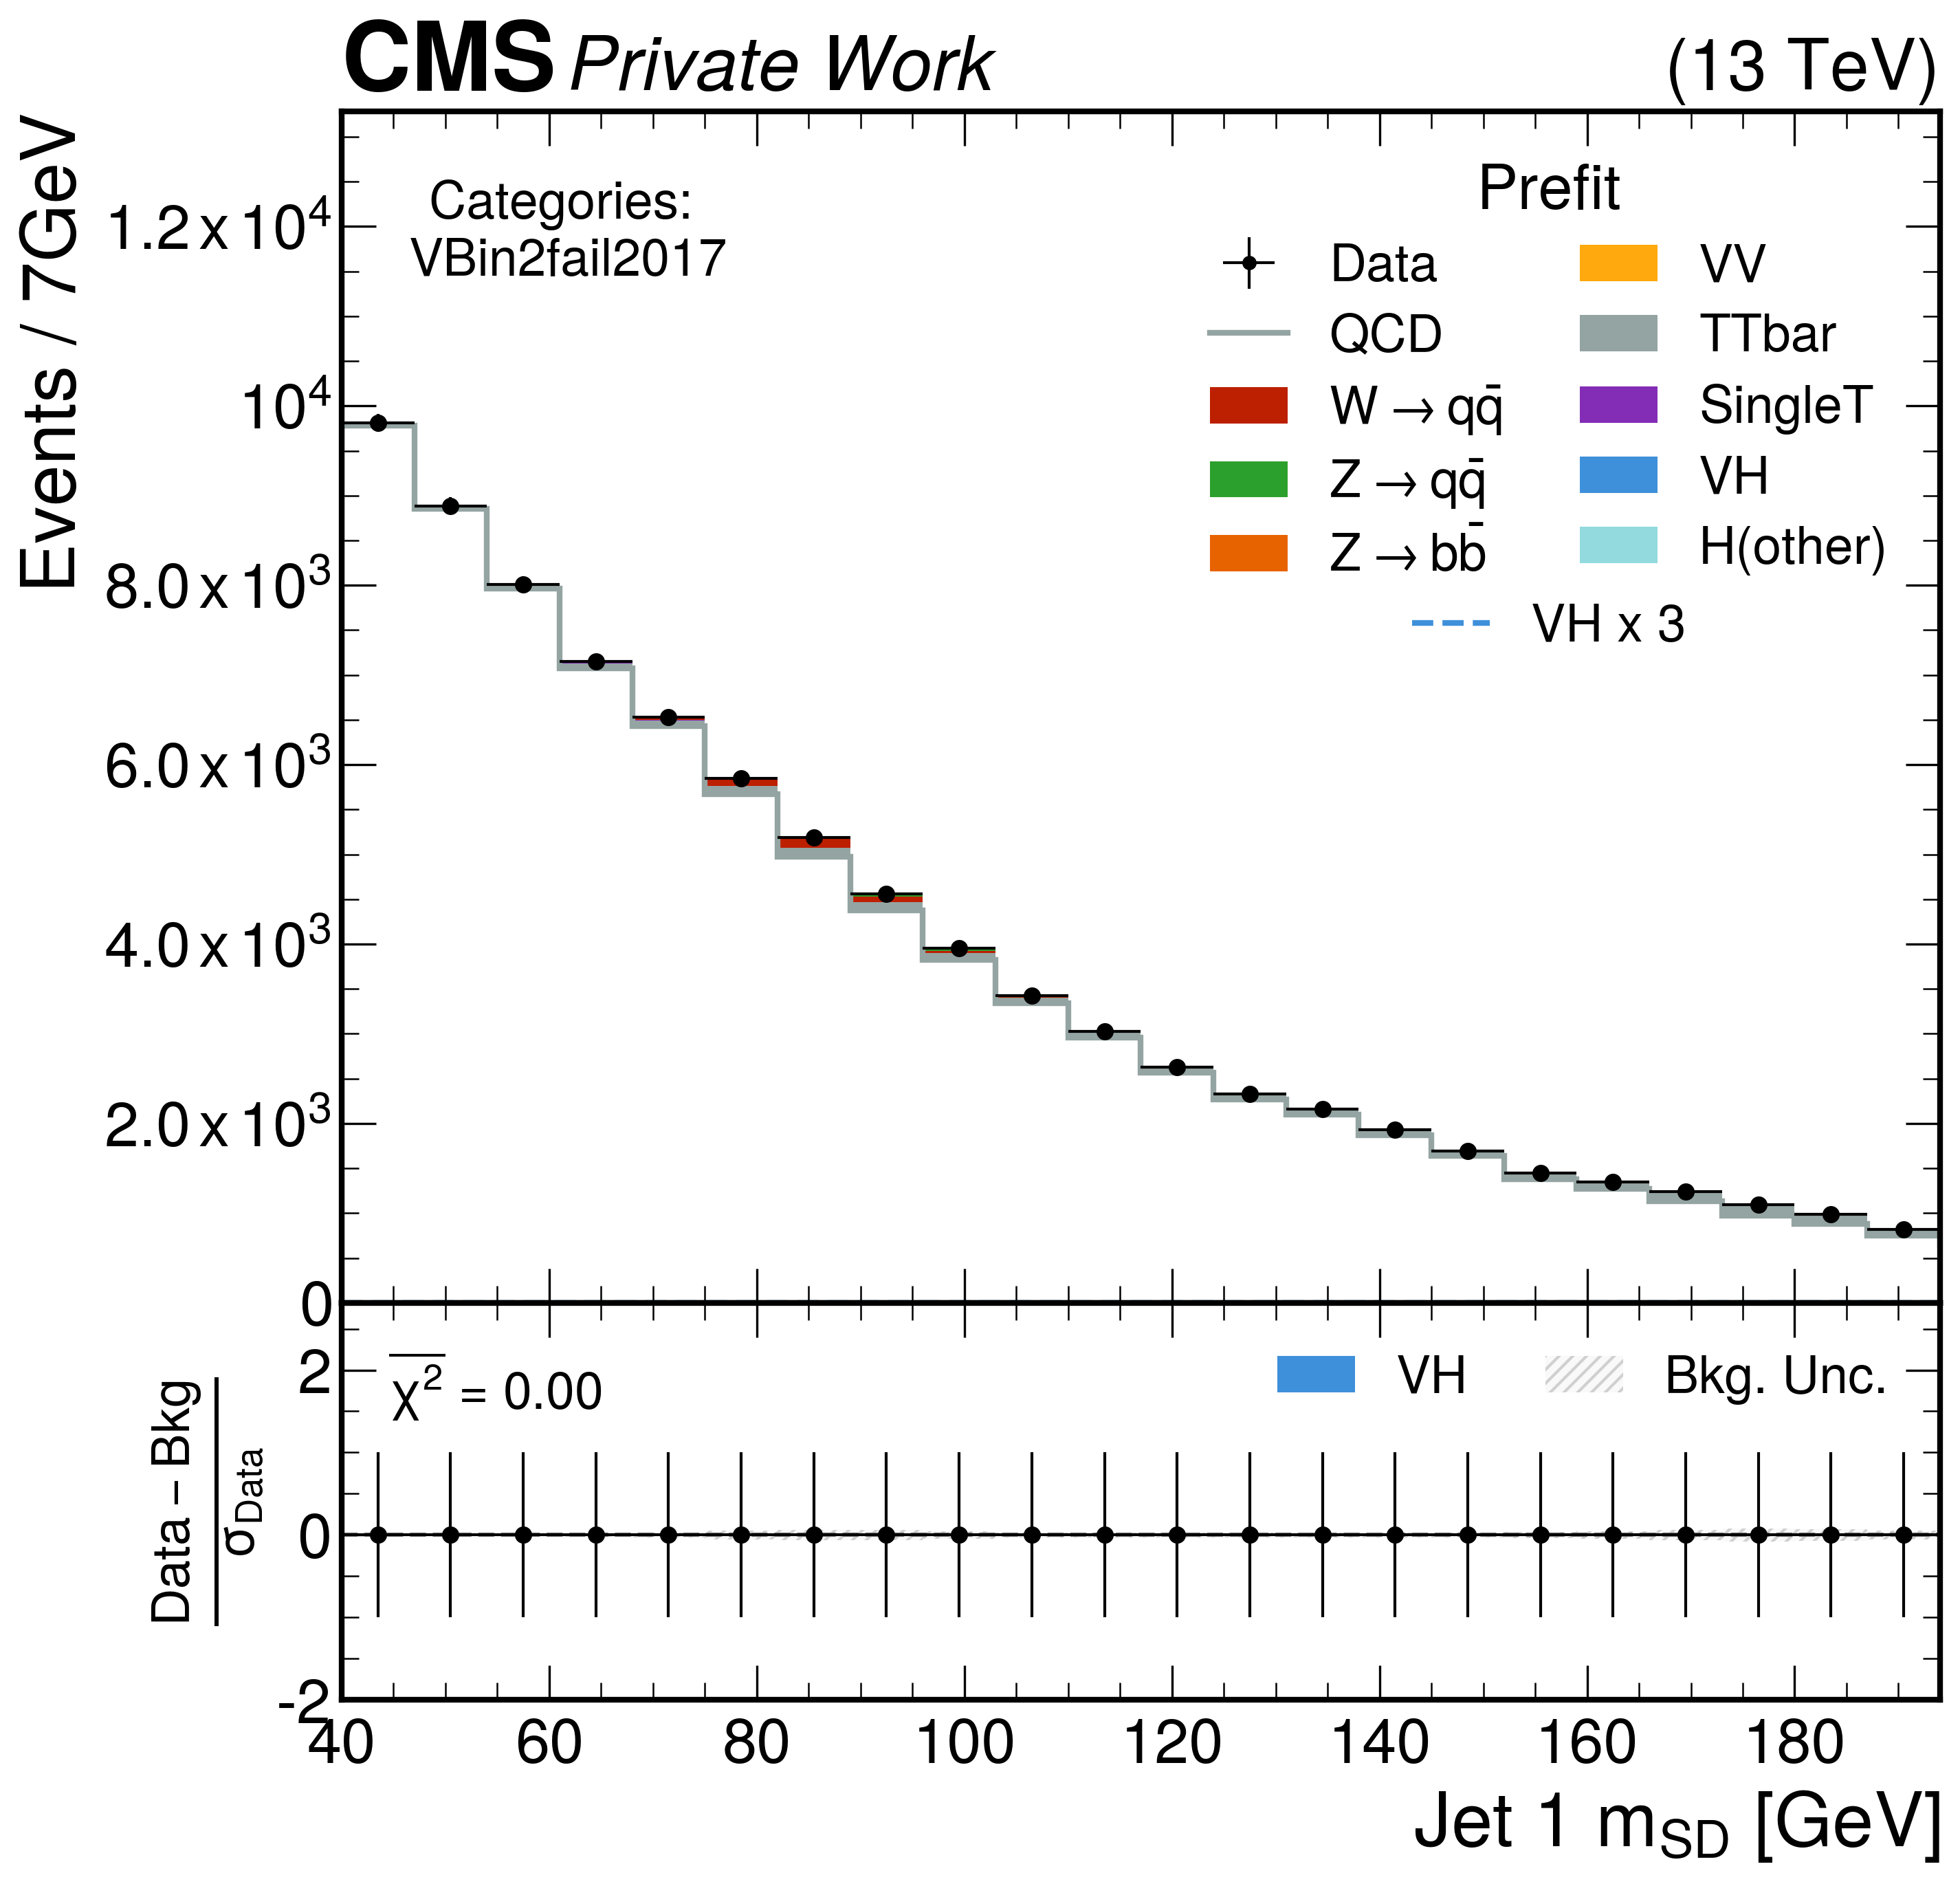 CMS Private Work (13 TeV)
Events / 7GeV
Categories:
VBin2fail2017
Prefit
Data
QCD
W → qq̄
Z → qq̄
Z → bb̄
VV
TTbar
SingleT
VH
H(other)
VH x 3
1.2 x 10⁴
10⁴
8.0 x 10³
6.0 x 10³
4.0 x 10³
2.0 x 10³
0
Data – Bkg
σ_Data
χ² = 0.00
VH
Bkg. Unc.
2
0
-2
40 60 80 100 120 140 160 180
Jet 1 m_SD [GeV]